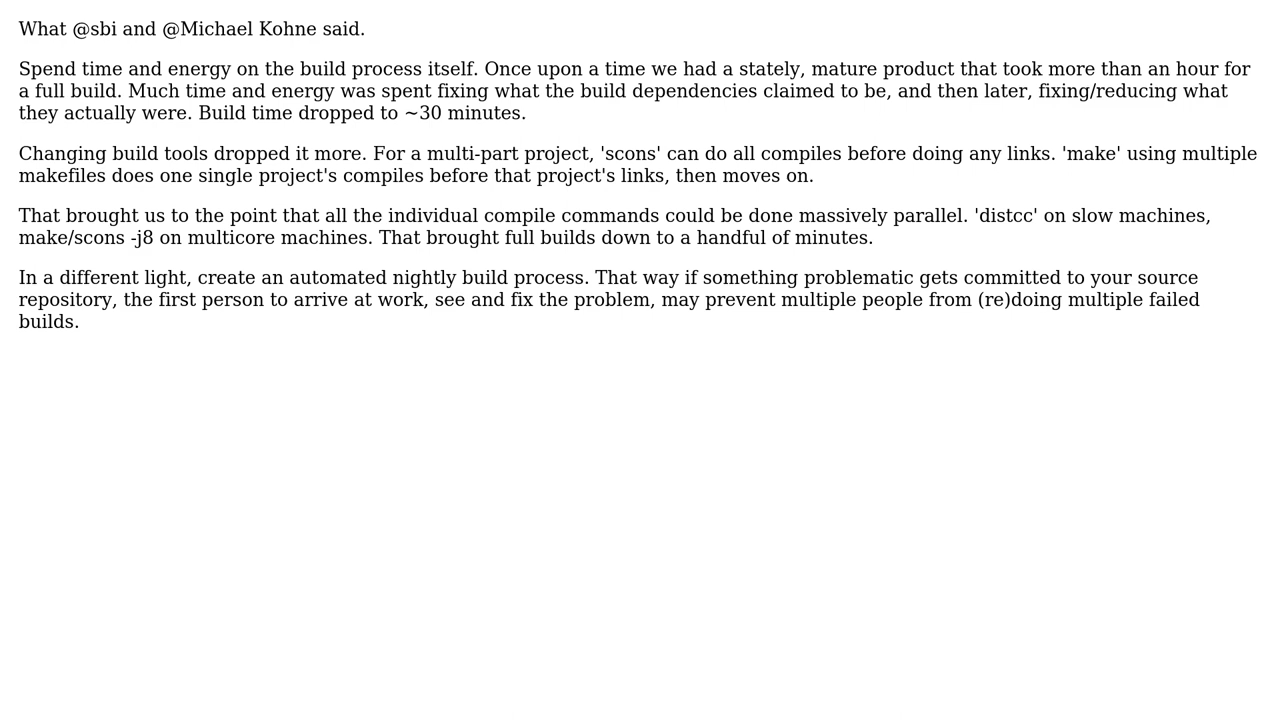 What @sbi and @Michael Kohne said.
Spend time and energy on the build process itself. Once upon a time we had a stately, mature product that took more than an hour for
a full build. Much time and energy was spent fixing what the build dependencies claimed to be, and then later, fixing/reducing what
they actually were. Build time dropped to ~30 minutes.
Changing build tools dropped it more. For a multi-part project, 'scons' can do all compiles before doing any links. 'make' using multiple
makefiles does one single project's compiles before that project's links, then moves on.
That brought us to the point that all the individual compile commands could be done massively parallel. 'distcc' on slow machines,
make/scons -j8 on multicore machines. That brought full builds down to a handful of minutes.
In a different light, create an automated nightly build process. That way if something problematic gets committed to your source
repository, the first person to arrive at work, see and fix the problem, may prevent multiple people from (re)doing multiple failed
builds.